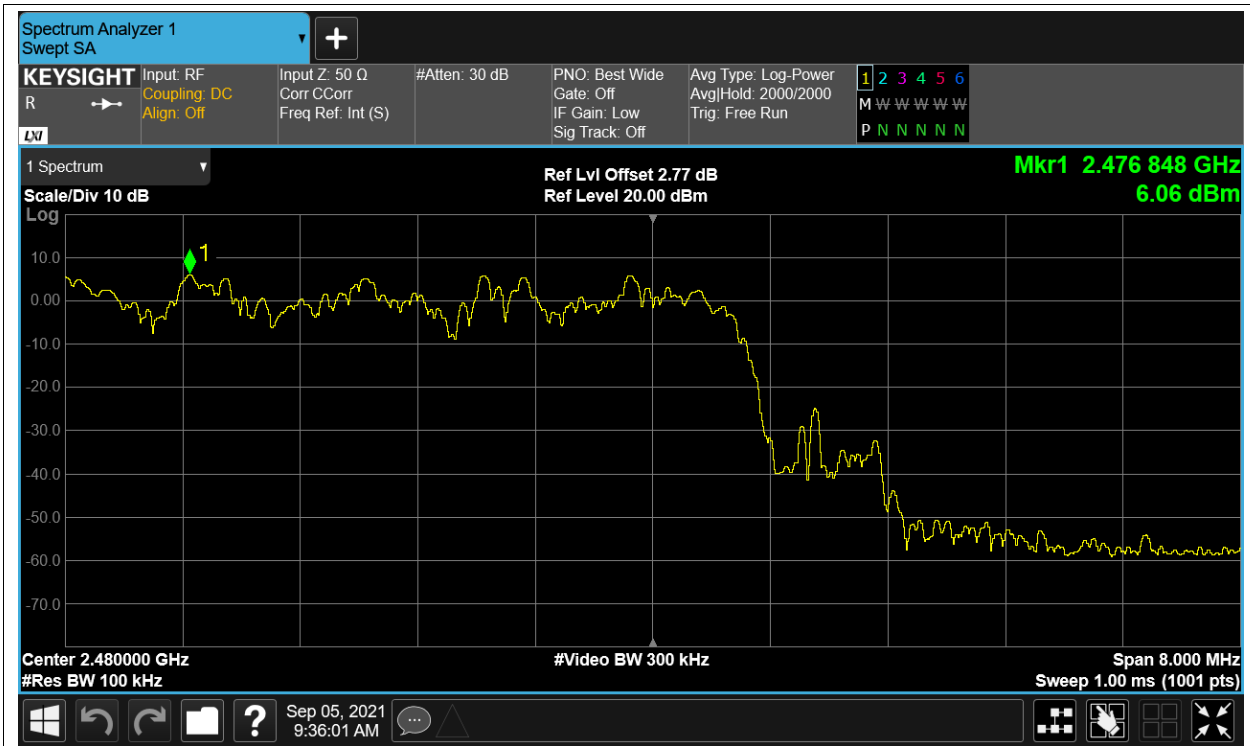 Spectrum Analyzer 1
Swept SA
KEYSIGHT
R
LXI
Input: RF
Coupling: DC
Align: Off
Input Z: 50 Ω
Corr CCorr
Freq Ref: Int (S)
#Atten: 30 dB
PNO: Best Wide
Gate: Off
IF Gain: Low
Sig Track: Off
Avg Type: Log-Power
Avg|Hold: 2000/2000
Trig: Free Run
1 2 3 4 5 6
M W W W W W
P N N N N N
1 Spectrum
Scale/Div 10 dB
Log
Ref Lvl Offset 2.77 dB
Ref Level 20.00 dBm
Mkr1 2.476 848 GHz
6.06 dBm
1
10.0
0.00
-10.0
-20.0
-30.0
-40.0
-50.0
-60.0
-70.0
Center 2.480000 GHz
#Res BW 100 kHz
#Video BW 300 kHz
Span 8.000 MHz
Sweep 1.00 ms (1001 pts)
?
Sep 05, 2021
9:36:01 AM